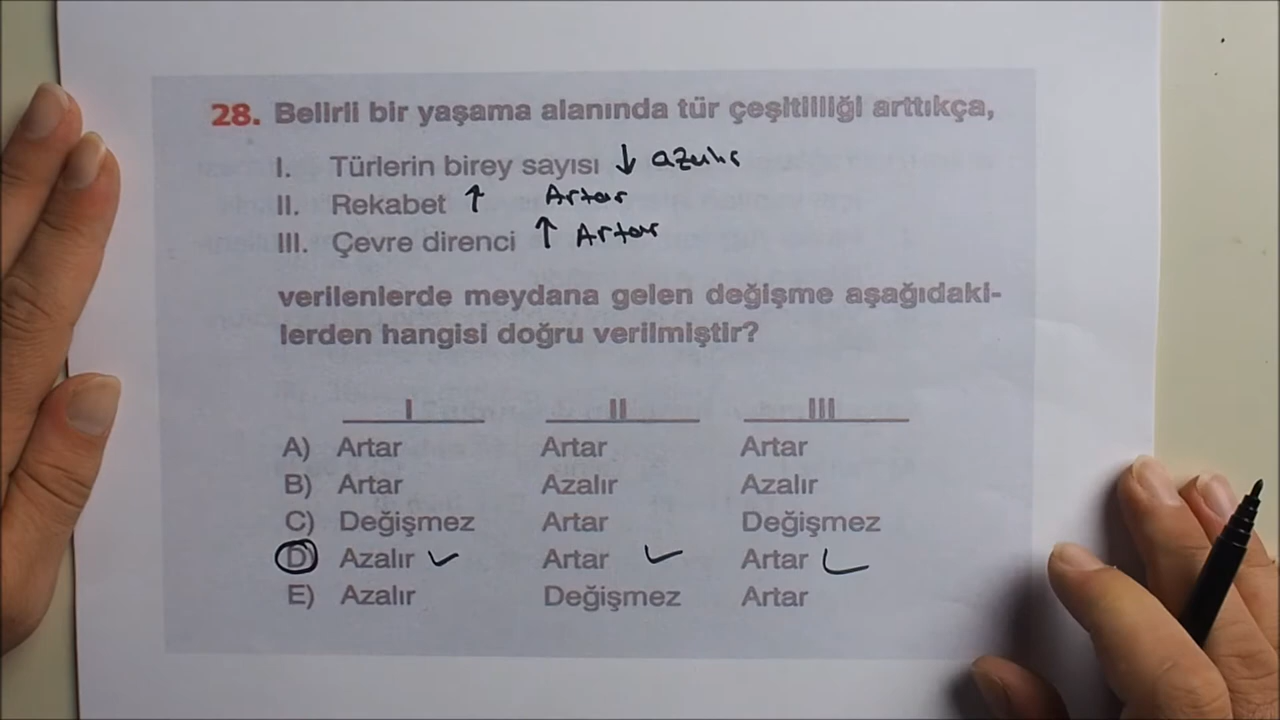 28. Belirli bir yaşama alanında tür çeşitliliği arttıkça,
I. Türlerin birey sayısı ↓ azalır
II. Rekabet ↑ Artar
III. Çevre direnci ↑ Artar
verilenlerde meydana gelen değişme aşağıdaki-
lerden hangisi doğru verilmiştir?
I II III
A) Artar Artar Artar
B) Artar Azalır Azalır
C) Değişmez Artar Değişmez
D) Azalır ✓ Artar ✓ Artar ✓
E) Azalır Değişmez Artar